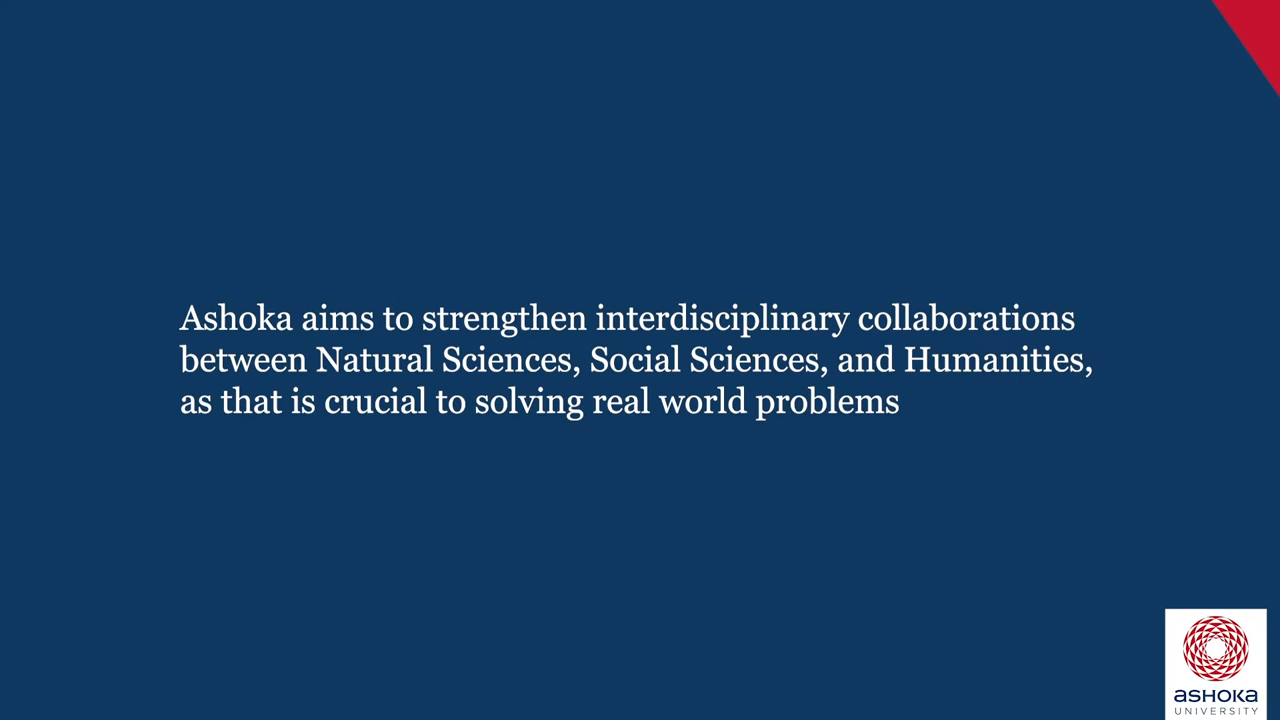 Ashoka aims to strengthen interdisciplinary collaborations
between Natural Sciences, Social Sciences, and Humanities,
as that is crucial to solving real world problems
ASHOKA
UNIVERSITY